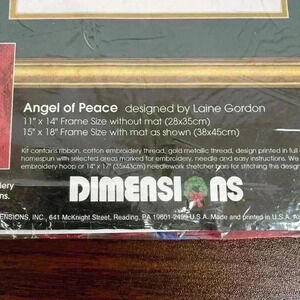 Angel of Peace designed by Laine Gordon
11" x 14" Frame Size without mat (28x35cm)
15" x 18" Frame Size with mat as shown (38x45cm)
Kit contains ribbon, cotton embroidery thread, gold metallic thread, design printed in full
homespun with selected areas marked for embroidery, needle and easy instructions. We
embroidery hoop or 14" x 17" (35x43cm) needlework stretcher bars for stitching this design
dery
ns.
DIMENSIONS
ENSIONS, INC., 641 McKnight Street, Reading, PA 19601-2499 U.S.A. Made and printed in U.S.A.